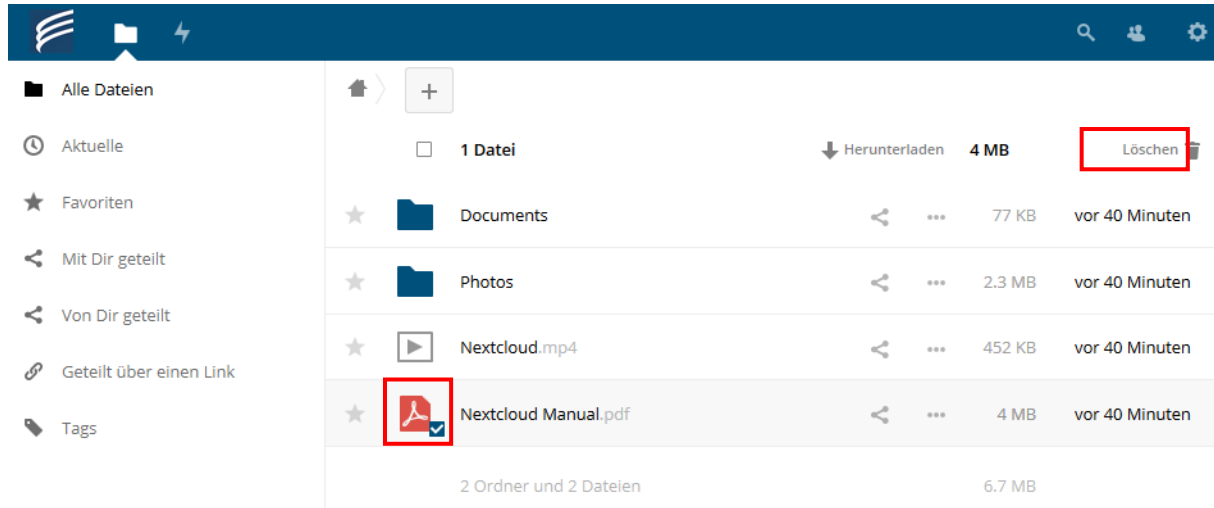 Alle Dateien
Aktuelle
Favoriten
Mit Dir geteilt
Von Dir geteilt
Geteilt über einen Link
Tags
+
1 Datei Herunterladen 4 MB Löschen
Documents 77 KB vor 40 Minuten
Photos 2.3 MB vor 40 Minuten
Nextcloud.mp4 452 KB vor 40 Minuten
Nextcloud Manual.pdf 4 MB vor 40 Minuten
2 Ordner und 2 Dateien 6.7 MB